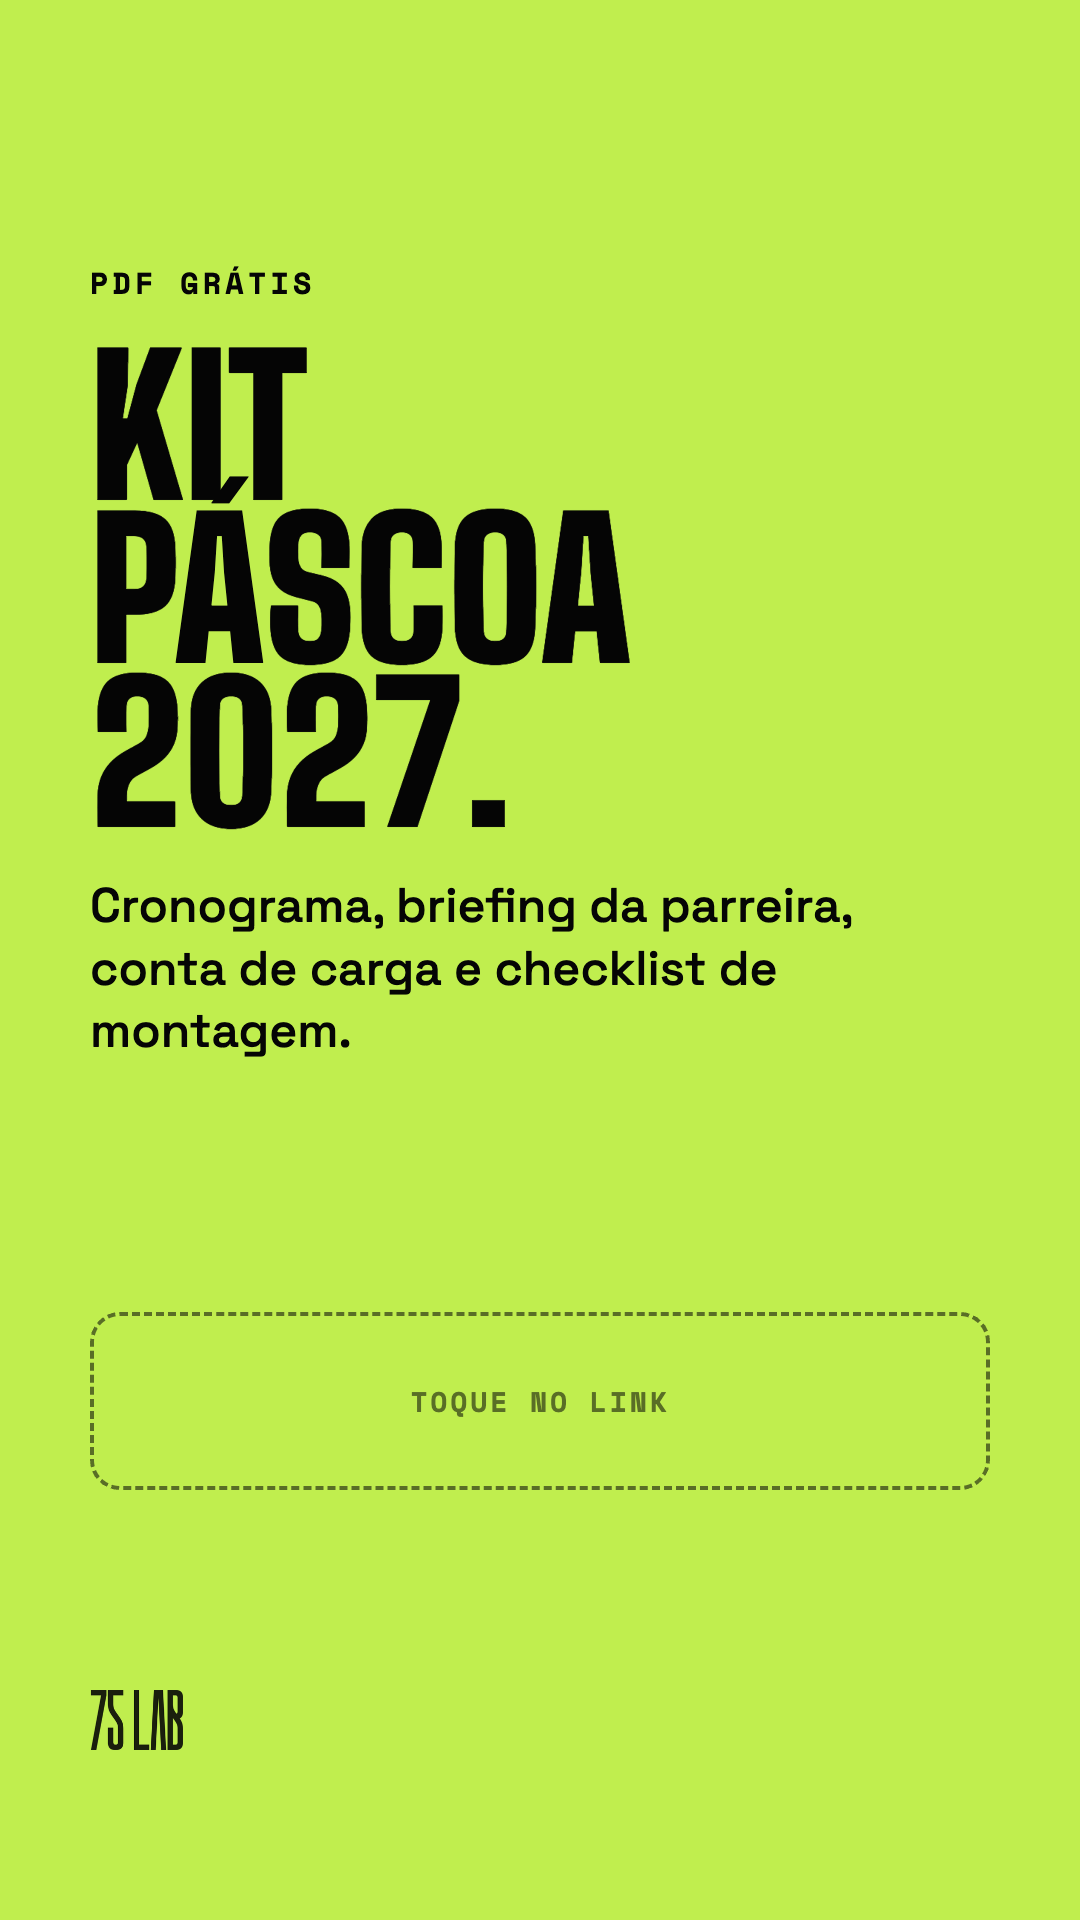 PDF GRÁTIS
KIT
PÁSCOA
2027.
Cronograma, briefing da parreira,
conta de carga e checklist de
montagem.
TOQUE NO LINK
75 LAB